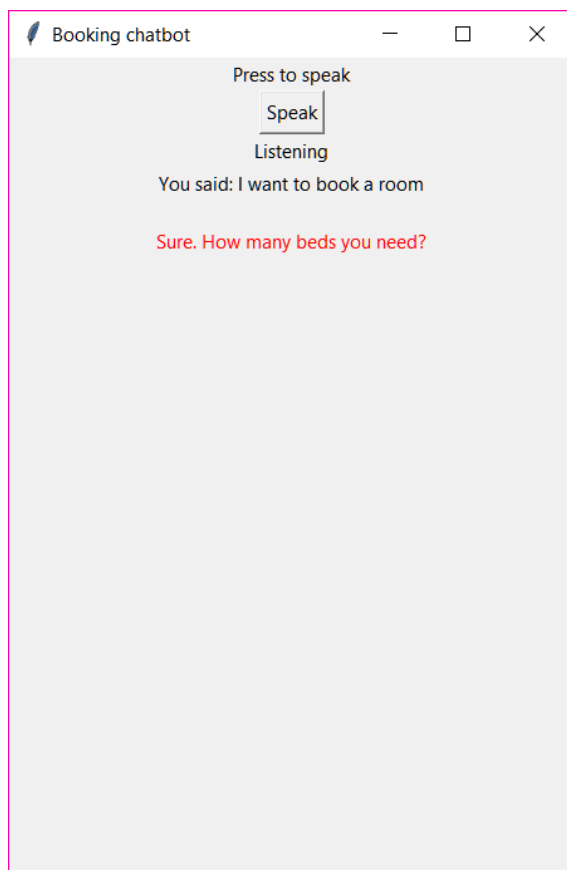 Booking chatbot
Press to speak
Speak
Listening
You said: I want to book a room
Sure. How many beds you need?